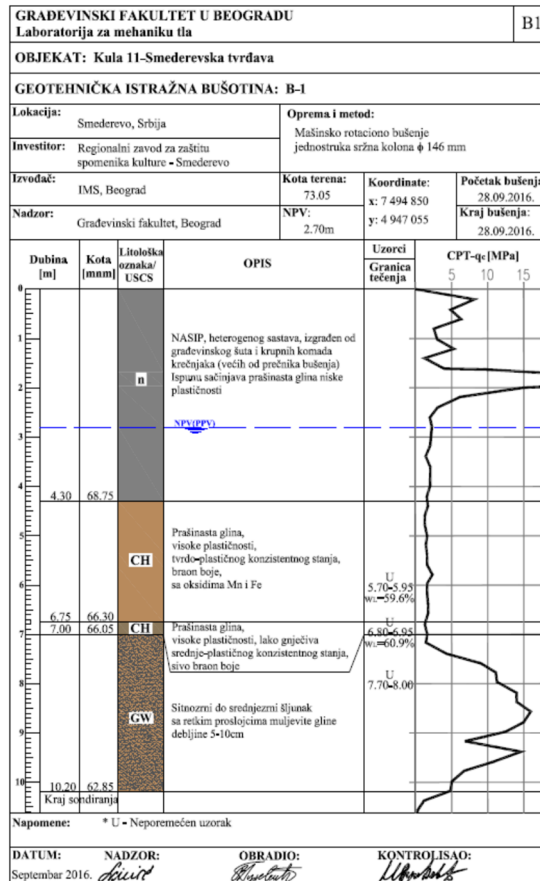 GRAĐEVINSKI FAKULTET U BEOGRADU
Laboratorija za mehaniku tla
B1
OBJEKAT: Kula 11-Smederevska tvrđava
GEOTEHNIČKA ISTRAŽNA BUŠOTINA: B-1
Lokacija:
Smederevo, Srbija
Oprema i metod:
Mašinsko rotaciono bušenje
jednostruka sržna kolona ϕ 146 mm
Investitor: Regionalni zavod za zaštitu
spomenika kulture - Smederevo
Izvođač:
IMS, Beograd
Kota terena:
73.05
Koordinate:
x: 7 494 850
y: 4 947 055
Početak bušenj
28.09.2016.
Nadzor:
Građevinski fakultet, Beograd
NPV:
2.70m
Kraj bušenja:
28.09.2016.
Dubina
[m]
Kota
[mnm]
Litološka
oznaka/
USCS
OPIS
Uzorci
Granica
tečenja
CPT-qc[MPa]
5 10 15
0
1
2
3
4
5
6
7
8
9
10
n
NASIP, heterogenog sastava, izgrađen od
građevinskog šuta i krupnih komada
krečnjaka (većih od prečnika bušenja)
Ispunu sačinjava prašinasta glina niske
plastičnosti
NPV(PPV)
4.30 68.75
CH
Prašinasta glina,
visoke plastičnosti,
tvrdo-plastičnog konzistentnog stanja,
braon boje,
sa oksidima Mn i Fe
U
5.70-5.95
wL=59.6%
6.75 66.30
7.00 66.05
CH
Prašinasta glina,
visoke plastičnosti, lako gnječiva
srednje-plastičnog konzistentnog stanja,
sivo braon boje
U
6.80-6.95
wL=60.9%
U
7.70-8.00
GW
Sitnozrni do srednjezrni šljunak
sa retkim proslojcima muljevite gline
debljine 5-10cm
10.20 62.85
Kraj sondiranja
Napomene: * U - Neporemećen uzorak
DATUM: NADZOR: OBRADIO: KONTROLISAO:
Septembar 2016.